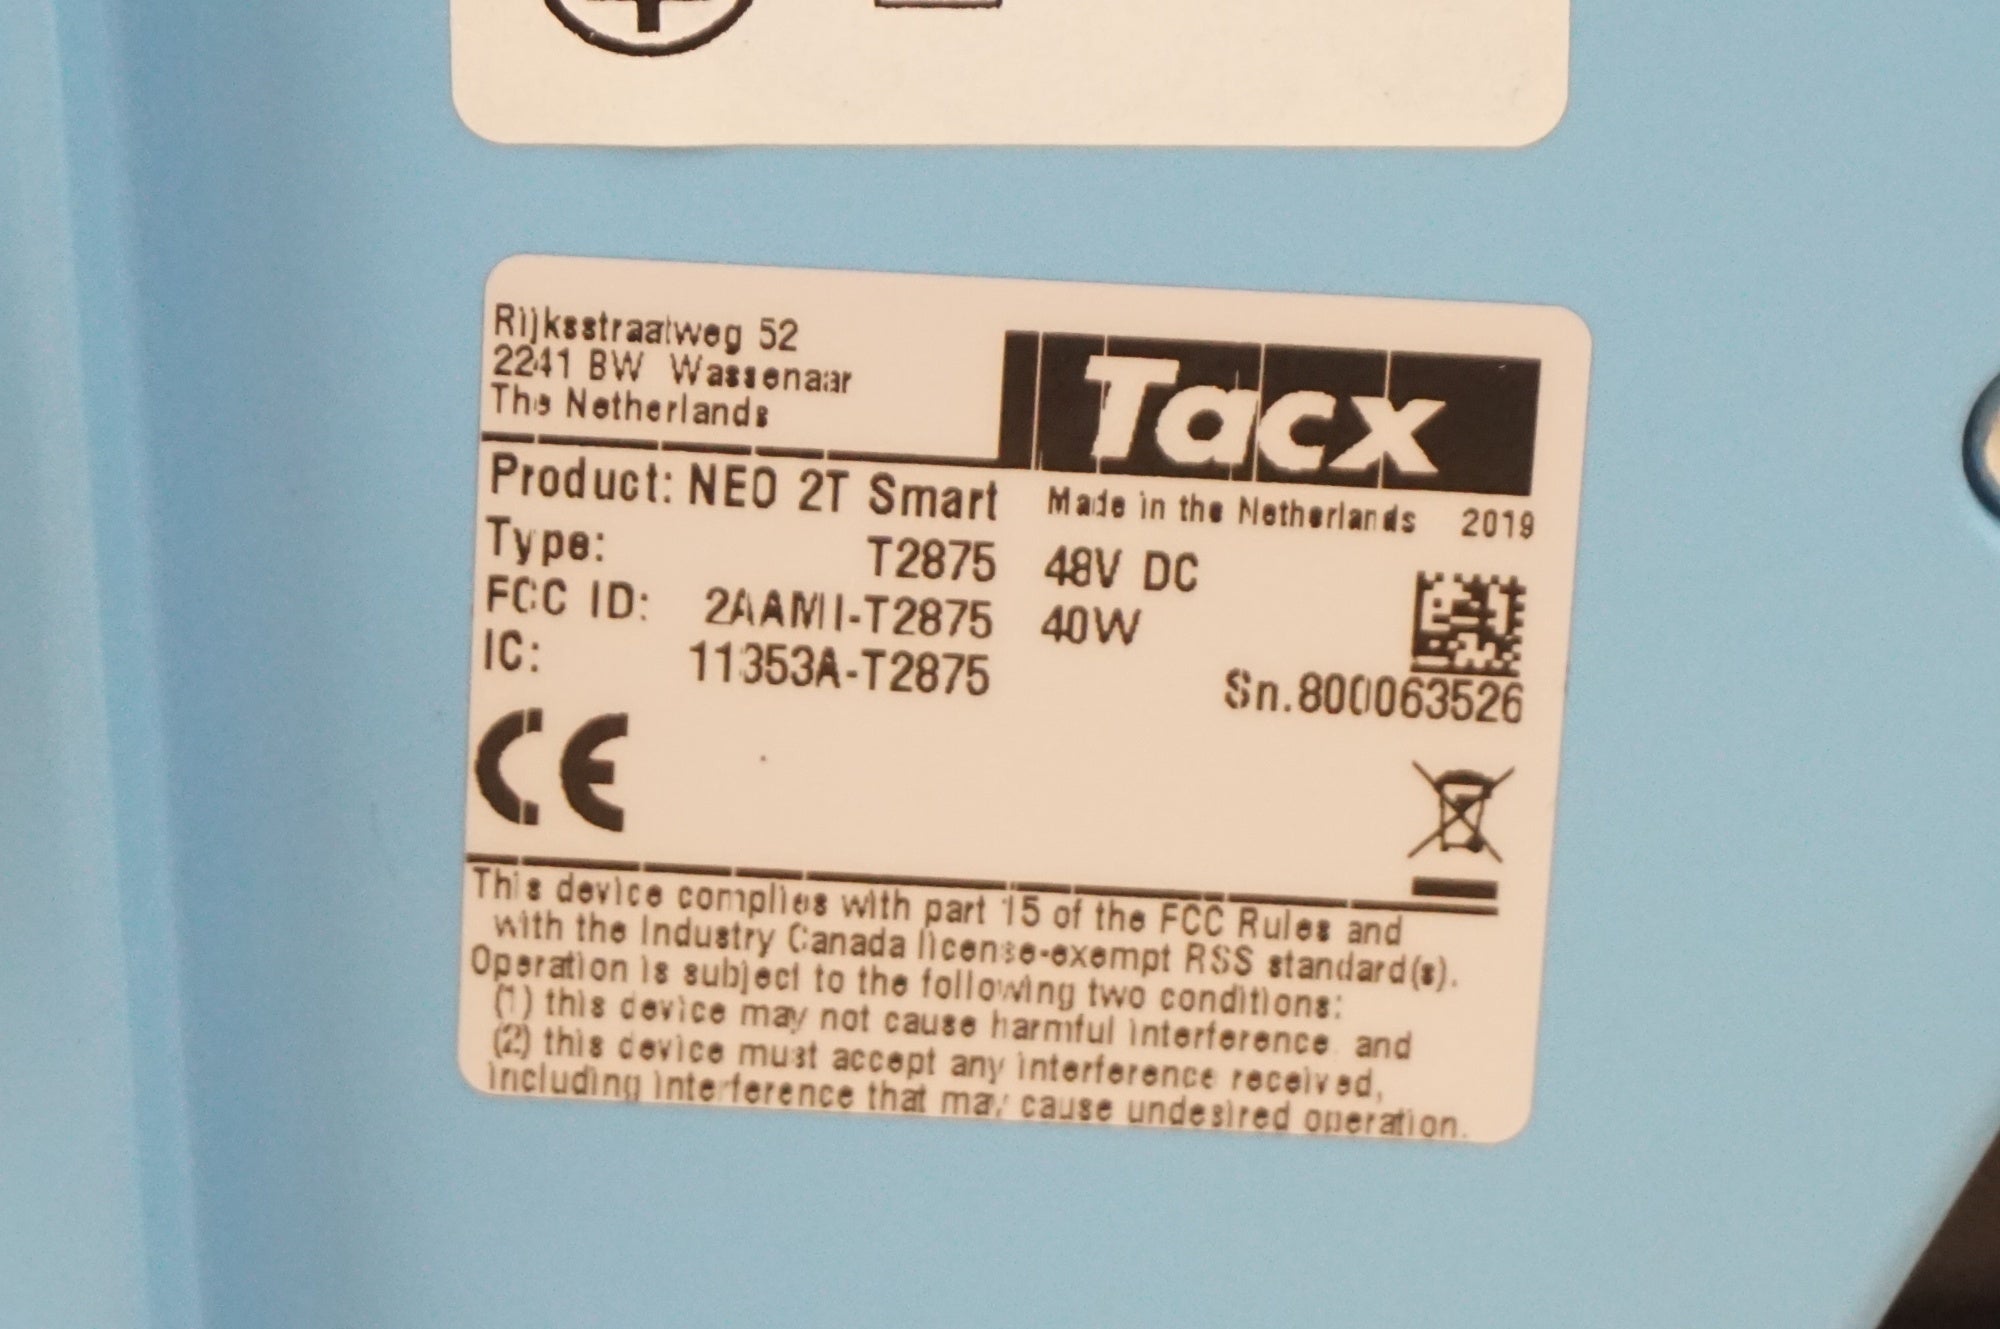 Rijksstraatweg 52
2241 BW Wassenaar
The Netherlands
Tacx
Product: NEO 2T Smart
Made in the Netherlands 2019
Type: T2875
48V DC
FCC ID: 2AAMI-T2875
40W
IC: 11353A-T2875
Sn.800063526
CE
This device complies with part 15 of the FCC Rules and
with the Industry Canada license-exempt RSS standard(s).
Operation is subject to the following two conditions:
(1) this device may not cause harmful interference, and
(2) this device must accept any interference received,
including interference that may cause undesired operation.